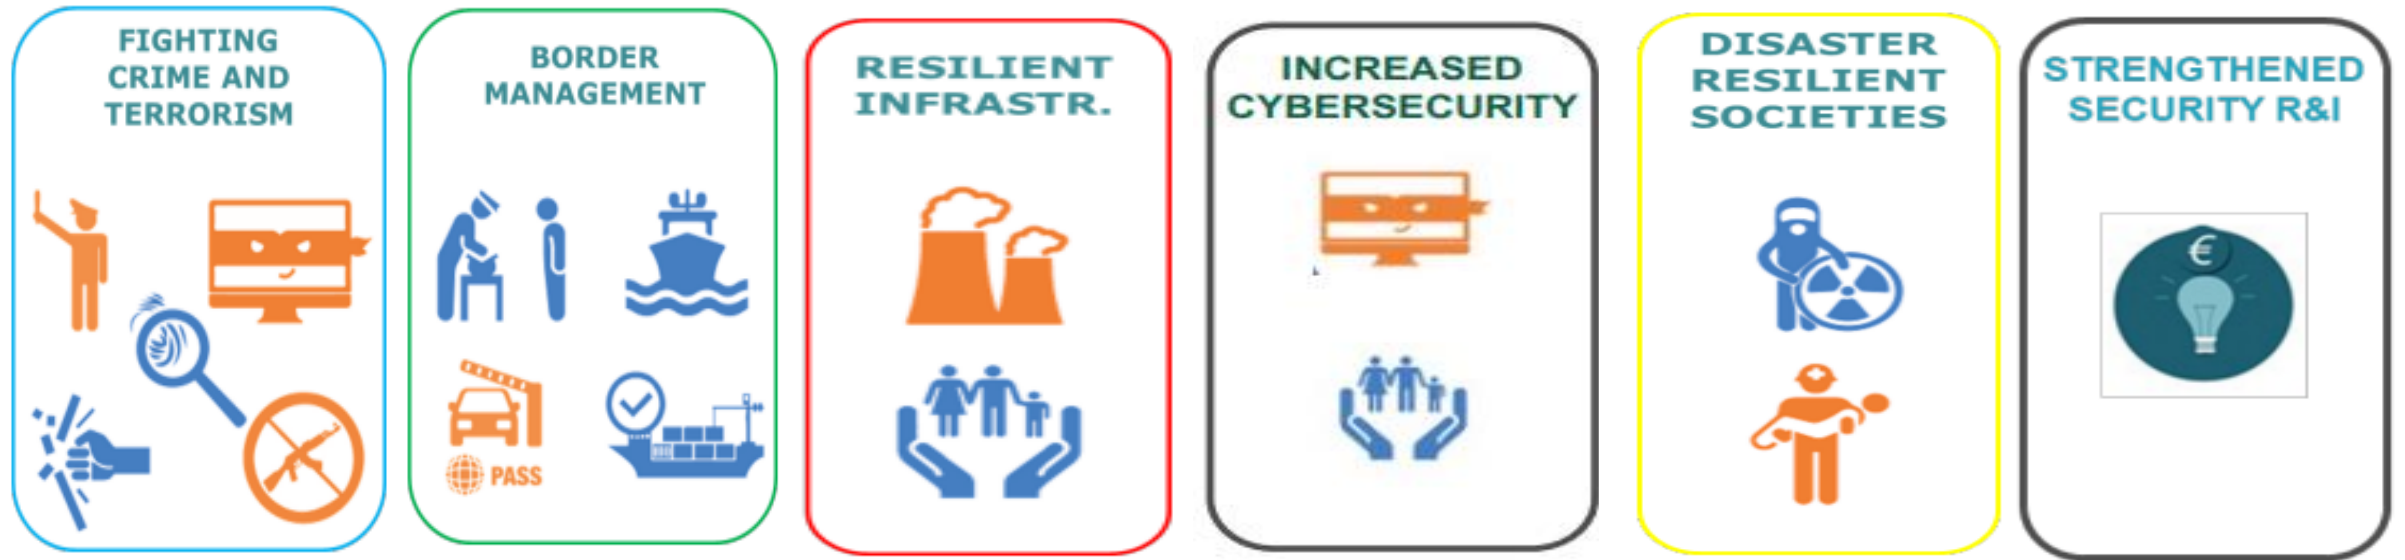 FIGHTING
CRIME AND
TERRORISM
BORDER
MANAGEMENT
PASS
RESILIENT
INFRASTR.
INCREASED
CYBERSECURITY
DISASTER
RESILIENT
SOCIETIES
STRENGTHENED
SECURITY R&I
€